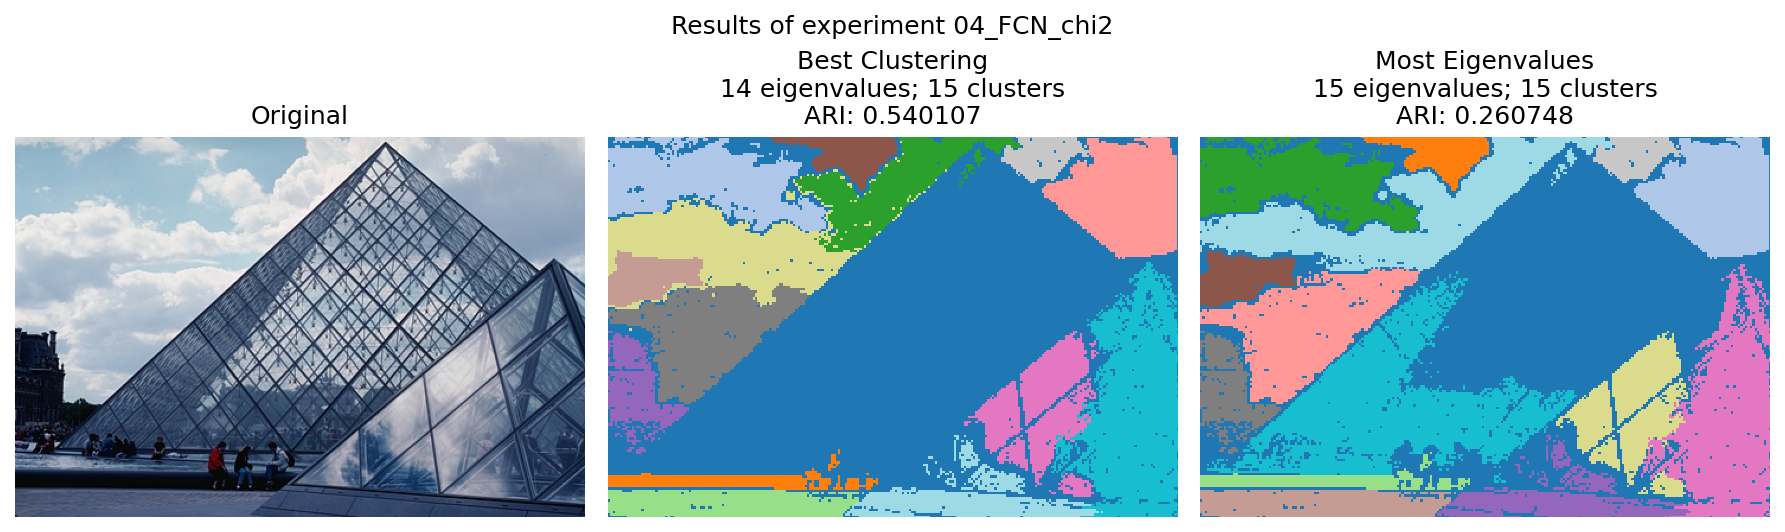 Results of experiment 04_FCN_chi2
Original
Best Clustering
14 eigenvalues; 15 clusters
ARI: 0.540107
Most Eigenvalues
15 eigenvalues; 15 clusters
ARI: 0.260748